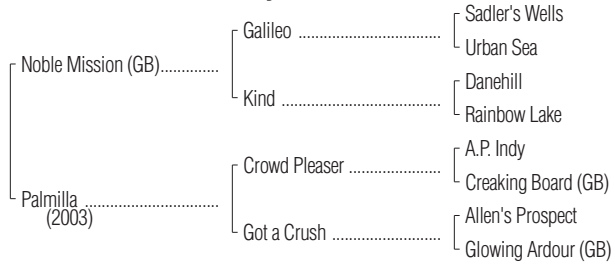 Sadler's Wells
Galileo ................................
Urban Sea
Noble Mission (GB)..............
Danehill
Kind ....................................
Rainbow Lake
A.P. Indy
Crowd Pleaser .....................
Creaking Board (GB)
Palmilla ................................
(2003)
Allen's Prospect
Got a Crush .........................
Glowing Ardour (GB)